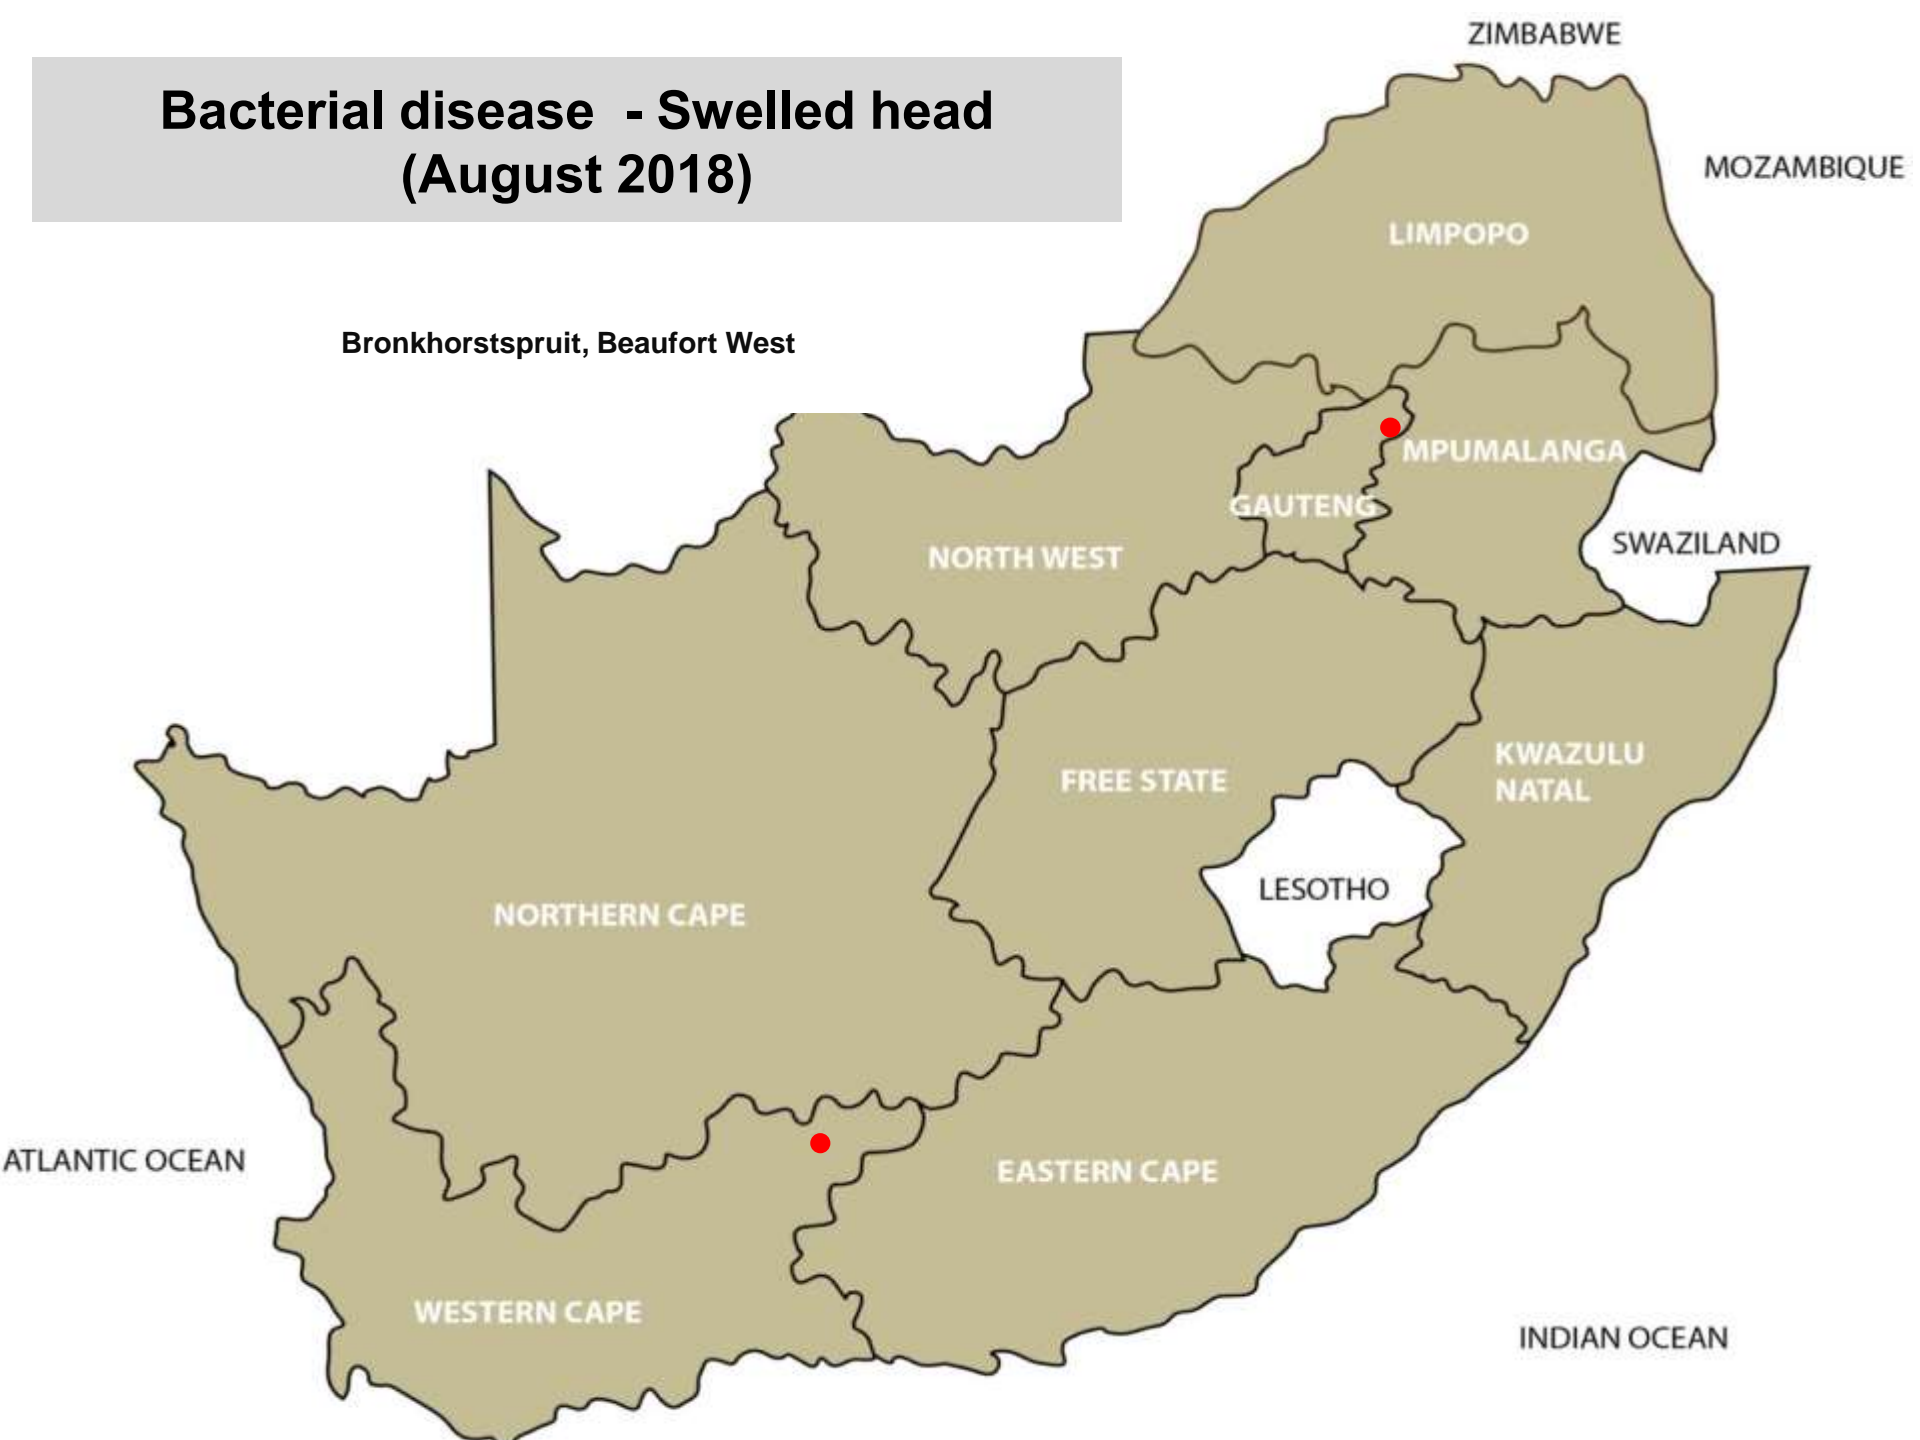 ZIMBABWE
Bacterial disease  - Swelled head
(August 2018)
MOZAMBIQUE
LIMPOPO
Bronkhorstspruit, Beaufort West
MPUMALANGA
GAUTENG
NORTH WEST
SWAZILAND
KWAZULU
NATAL
FREE STATE
LESOTHO
NORTHERN CAPE
ATLANTIC OCEAN
EASTERN CAPE
WESTERN CAPE
INDIAN OCEAN